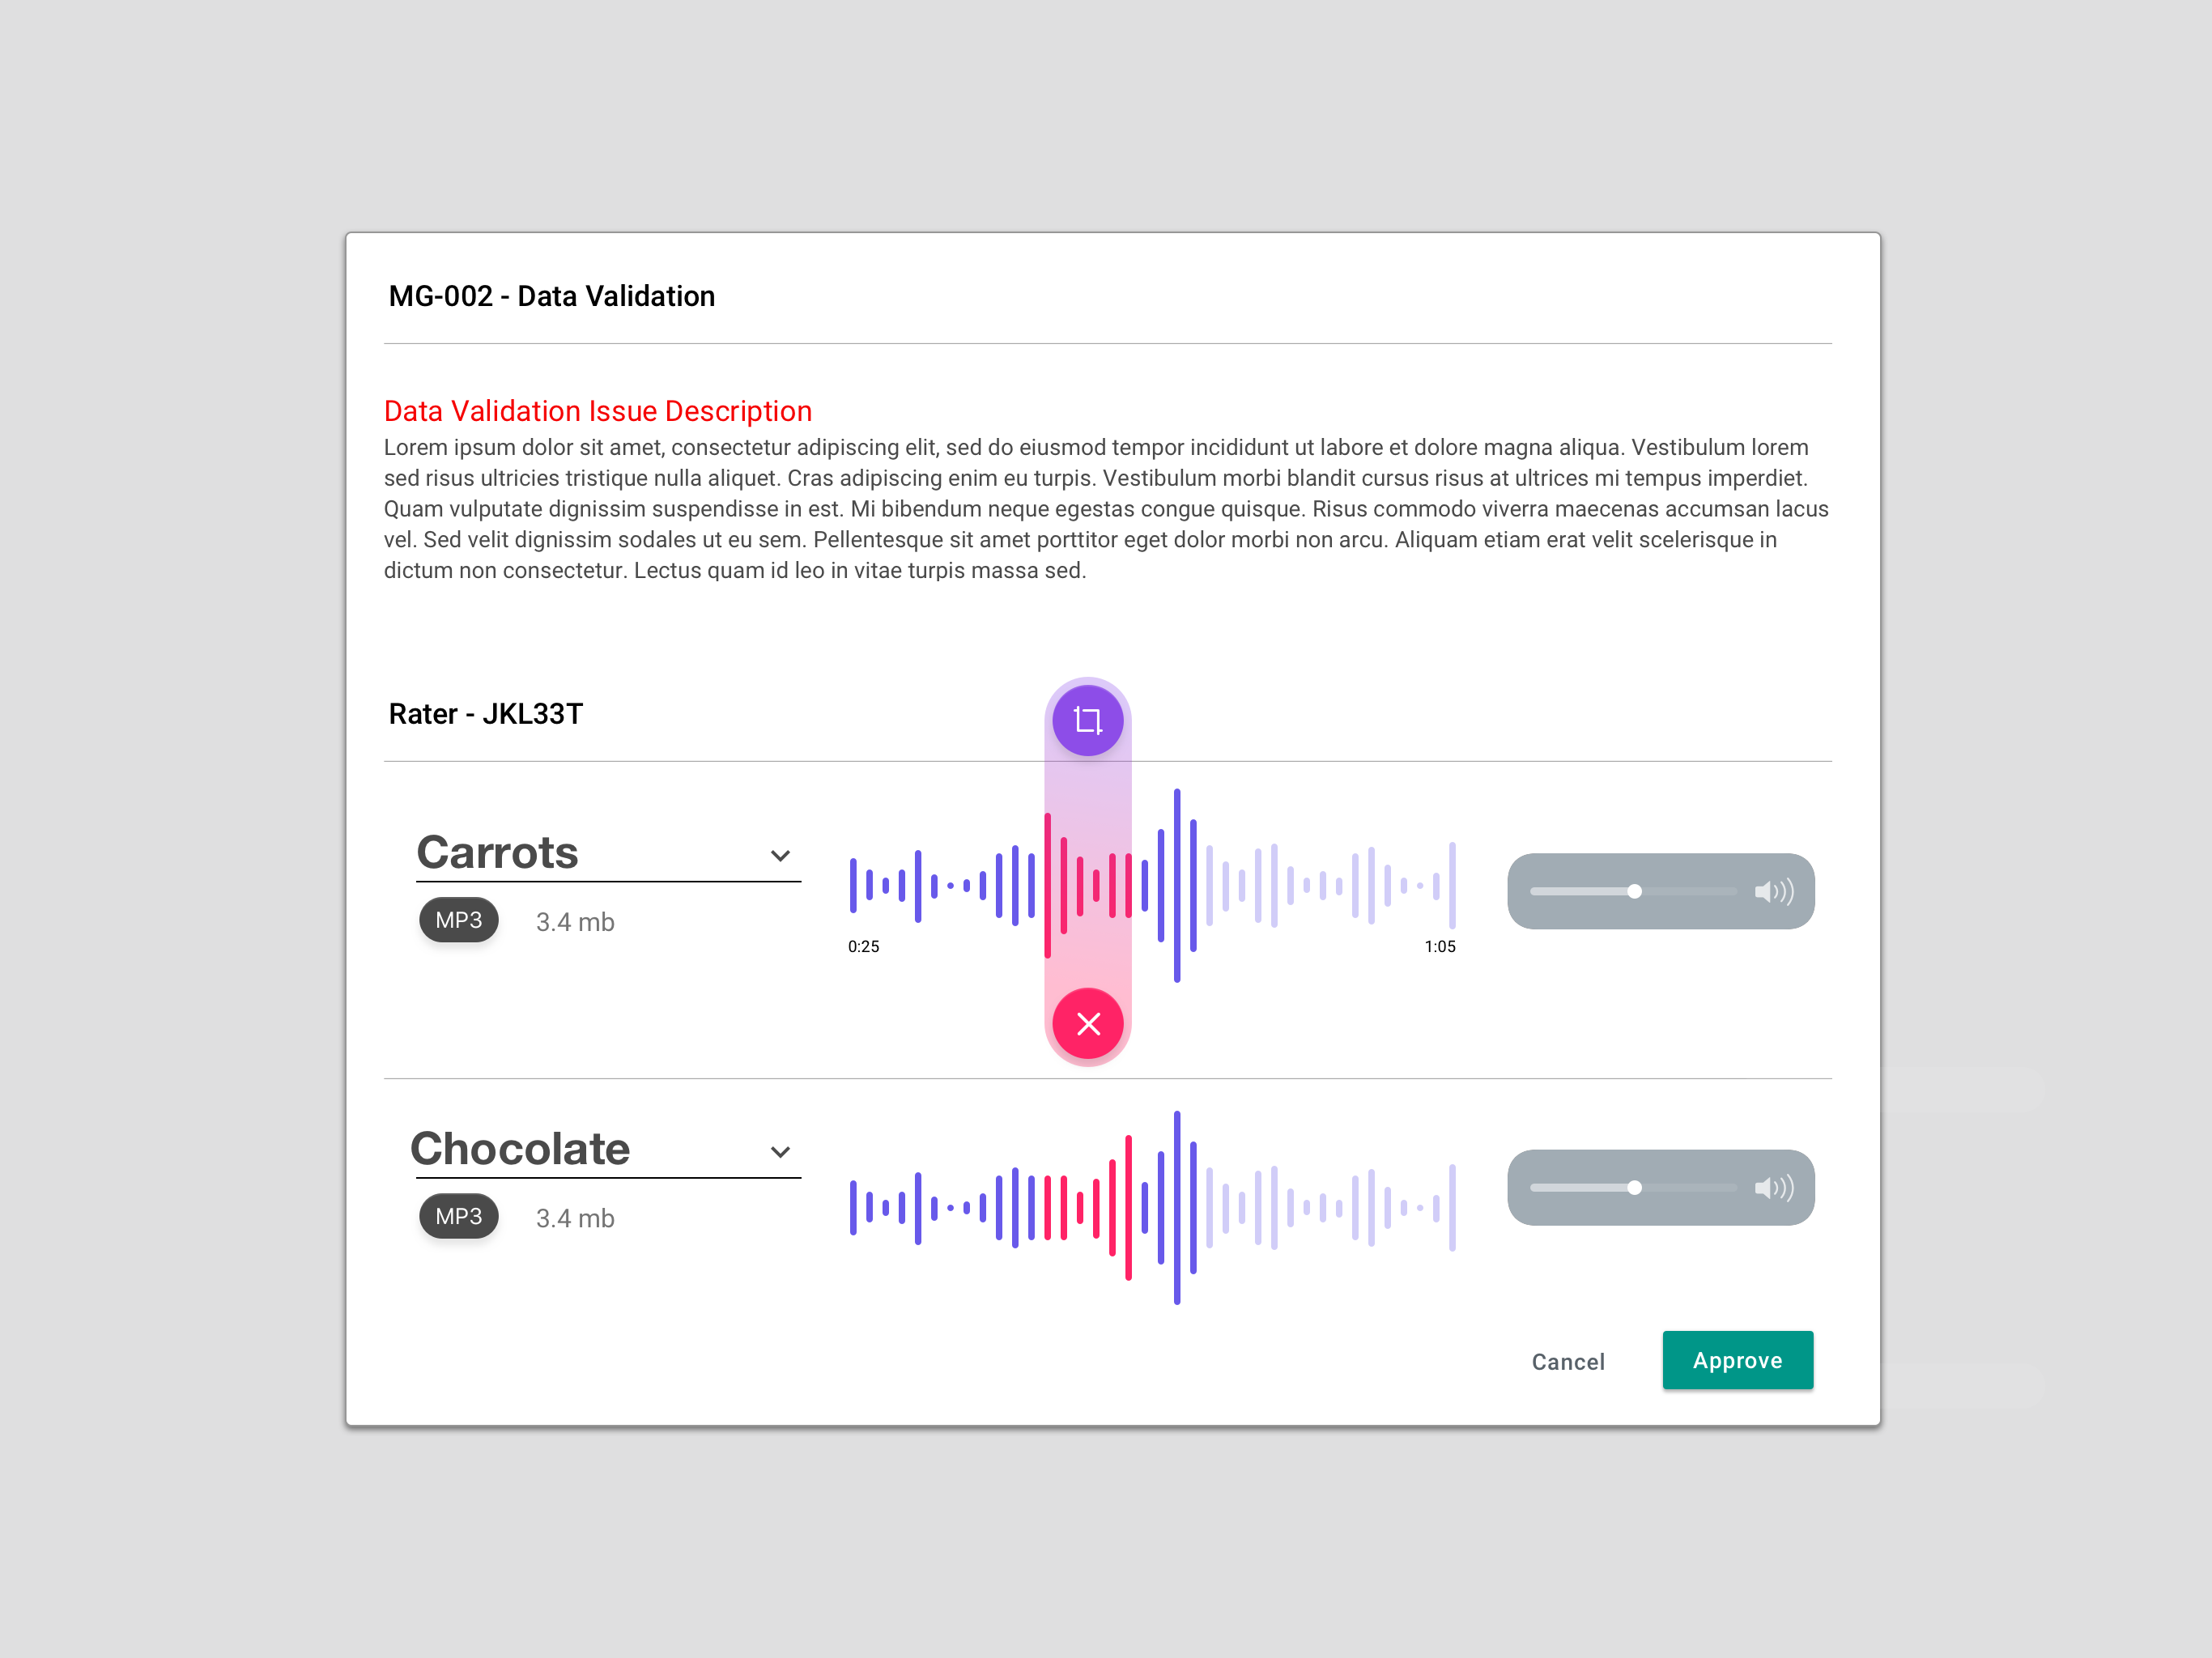 MG-002 - Data Validation
Data Validation Issue Description
Lorem ipsum dolor sit amet, consectetur adipiscing elit, sed do eiusmod tempor incididunt ut labore et dolore magna aliqua. Vestibulum lorem
sed risus ultricies tristique nulla aliquet. Cras adipiscing enim eu turpis. Vestibulum morbi blandit cursus risus at ultrices mi tempus imperdiet.
Quam vulputate dignissim suspendisse in est. Mi bibendum neque egestas congue quisque. Risus commodo viverra maecenas accumsan lacus
vel. Sed velit dignissim sodales ut eu sem. Pellentesque sit amet porttitor eget dolor morbi non arcu. Aliquam etiam erat velit scelerisque in
dictum non consectetur. Lectus quam id leo in vitae turpis massa sed.
Rater - JKL33T
Carrots
MP3 3.4 mb
0:25 1:05
Chocolate
MP3 3.4 mb
Cancel Approve